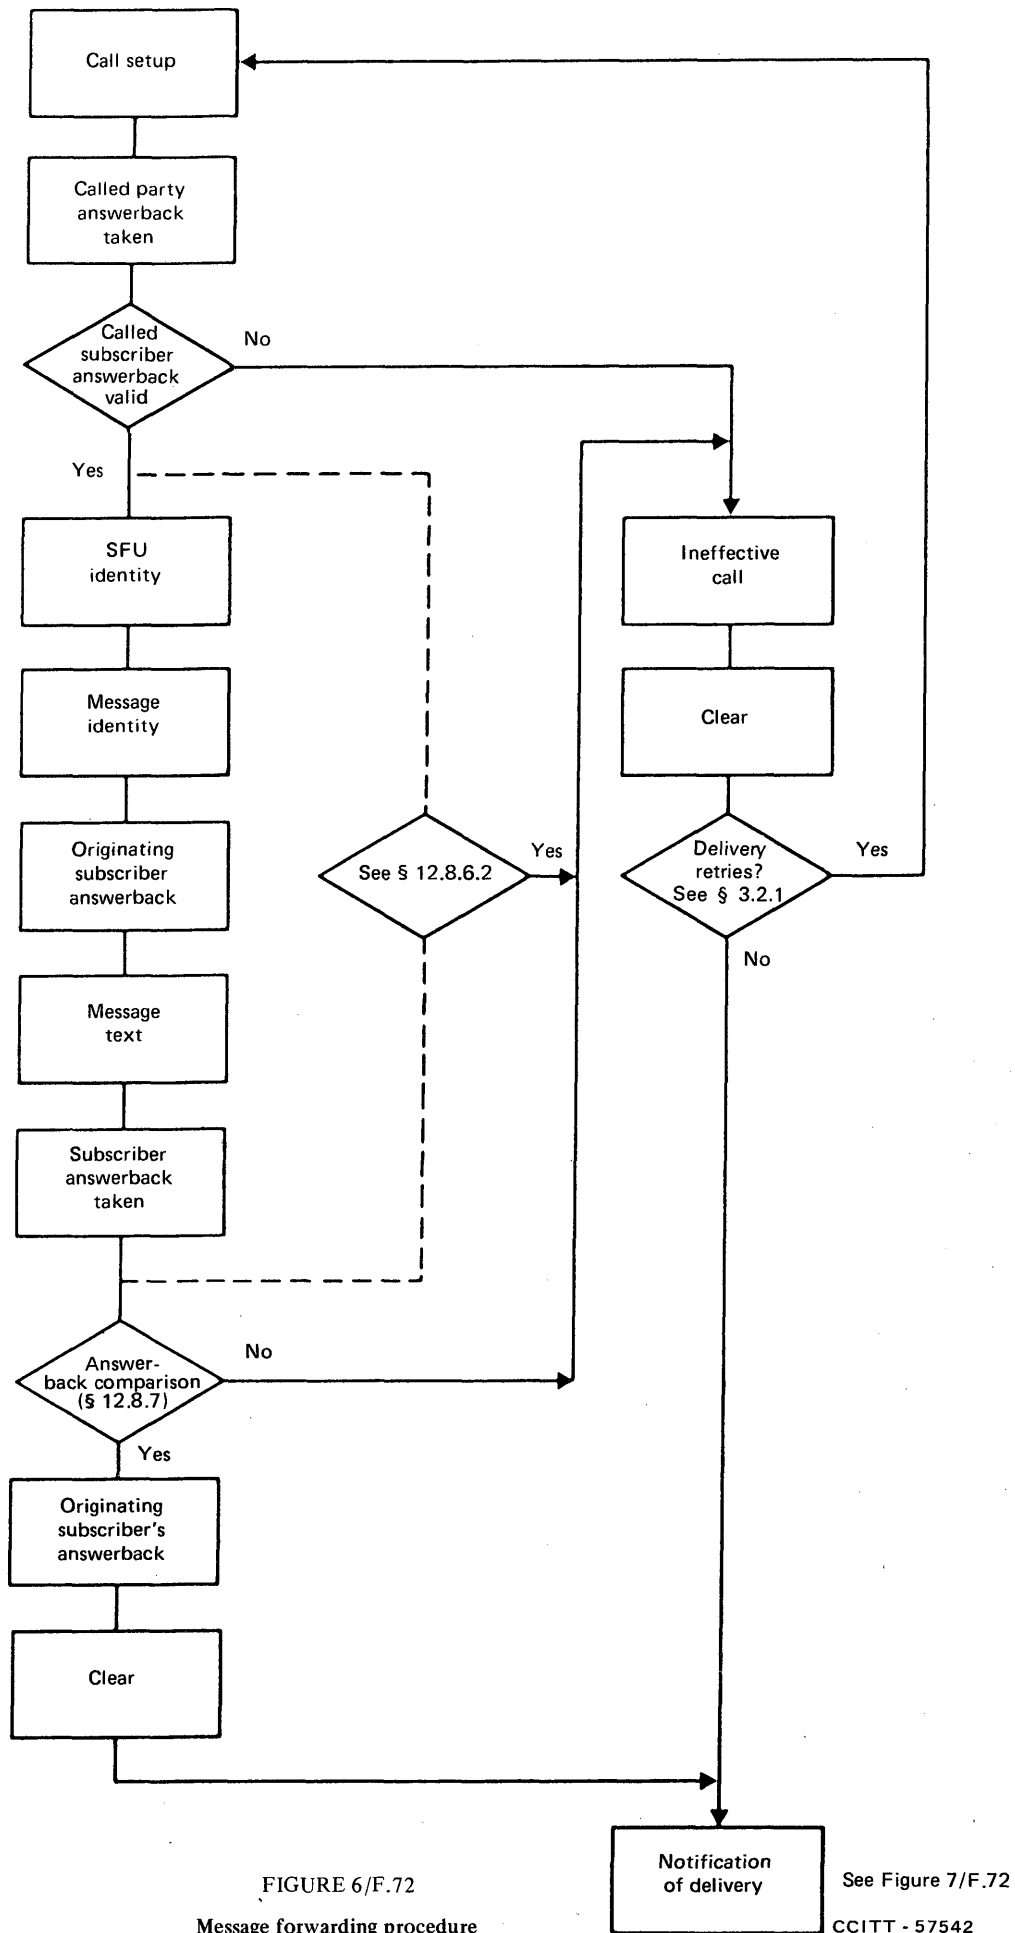 Call setup
Called party
answerback
taken
Called
subscriber
answerback
valid
No
Yes
SFU
identity
Ineffective
call
Message
identity
Clear
Originating
subscriber
answerback
See § 12.8.6.2
Yes
Delivery
retries?
See § 3.2.1
Yes
No
Message
text
Subscriber
answerback
taken
Answer-
back comparison
(§ 12.8.7)
No
Yes
Originating
subscriber's
answerback
Clear
Notification
of delivery
See Figure 7/F.72
FIGURE 6/F.72
Message forwarding procedure
CCITT - 57542